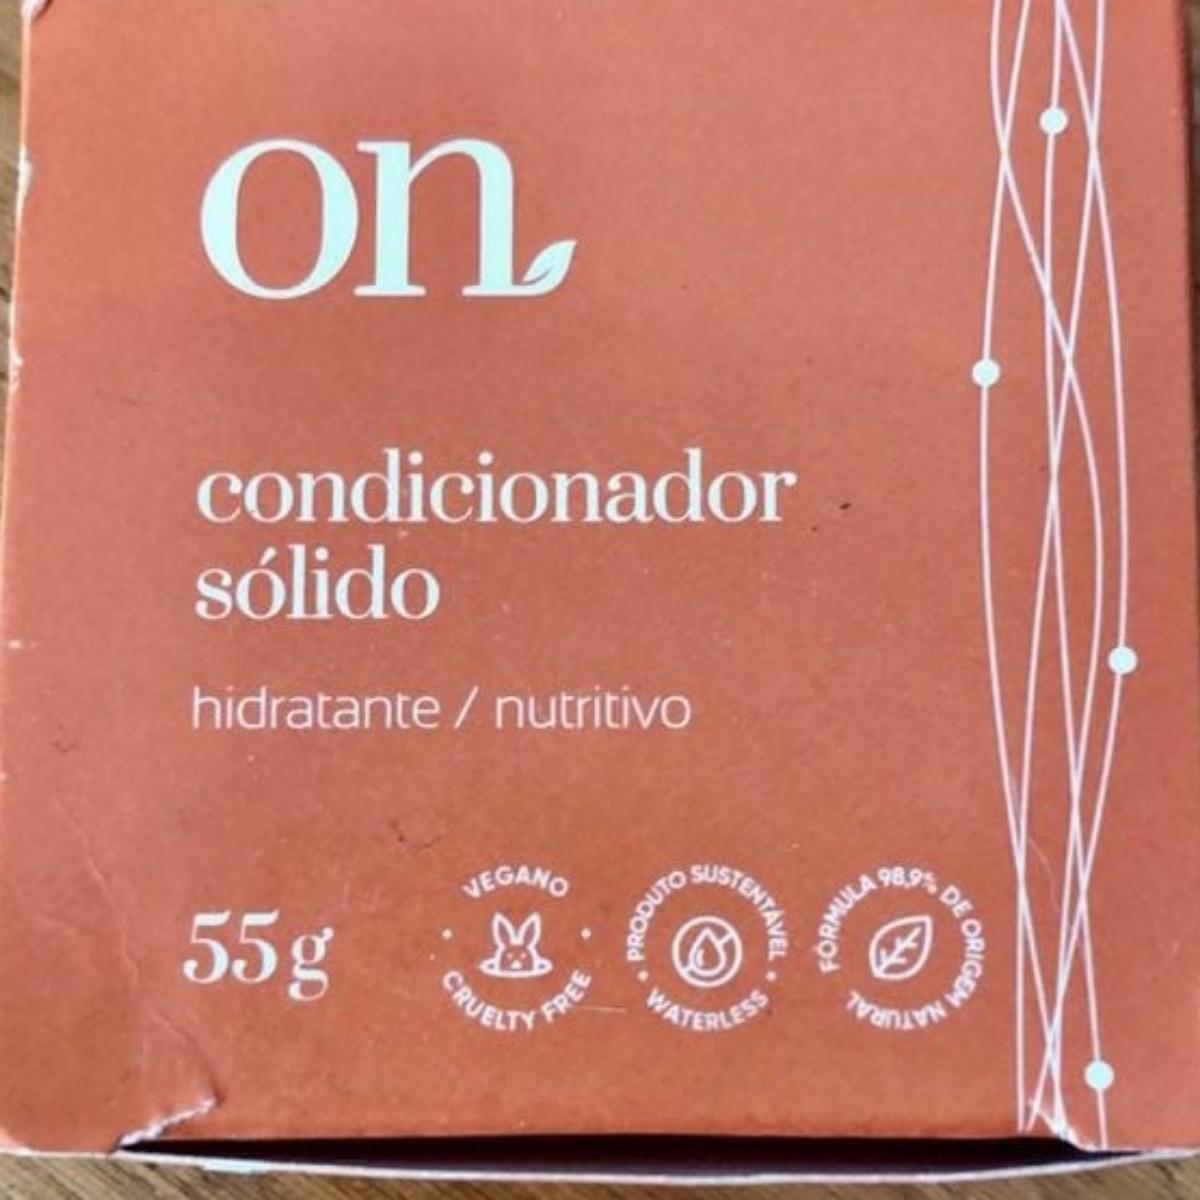 on
condicionador
sólido
hidratante / nutritivo
55g
VEGANO
CRUELTY FREE
PRODUTO SUSTENTÁVEL
WATERLESS
FÓRMULA 98,9% DE ORIGEM NATURAL